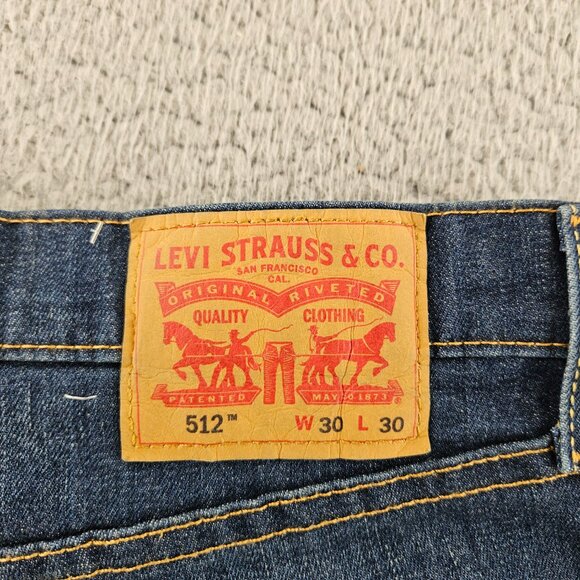 LEVI STRAUSS & CO.
SAN FRANCISCO
CAL.
ORIGINAL RIVETED
QUALITY CLOTHING
PATENTED MAY 20 1873
512™ W 30 L 30